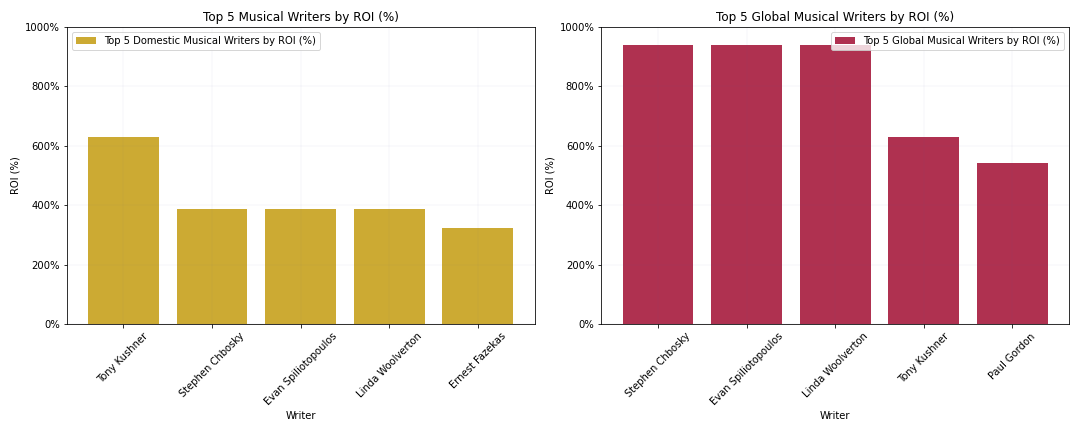 Top 5 Musical Writers by ROI (%)
Top 5 Domestic Musical Writers by ROI (%)
ROI (%)
1000%
800%
600%
400%
200%
0%
Tony Kushner
Stephen Chbosky
Evan Spiliotopoulos
Linda Woolverton
Ernest Fazekas
Writer
Top 5 Global Musical Writers by ROI (%)
Top 5 Global Musical Writers by ROI (%)
ROI (%)
1000%
800%
600%
400%
200%
0%
Stephen Chbosky
Evan Spiliotopoulos
Linda Woolverton
Tony Kushner
Paul Gordon
Writer